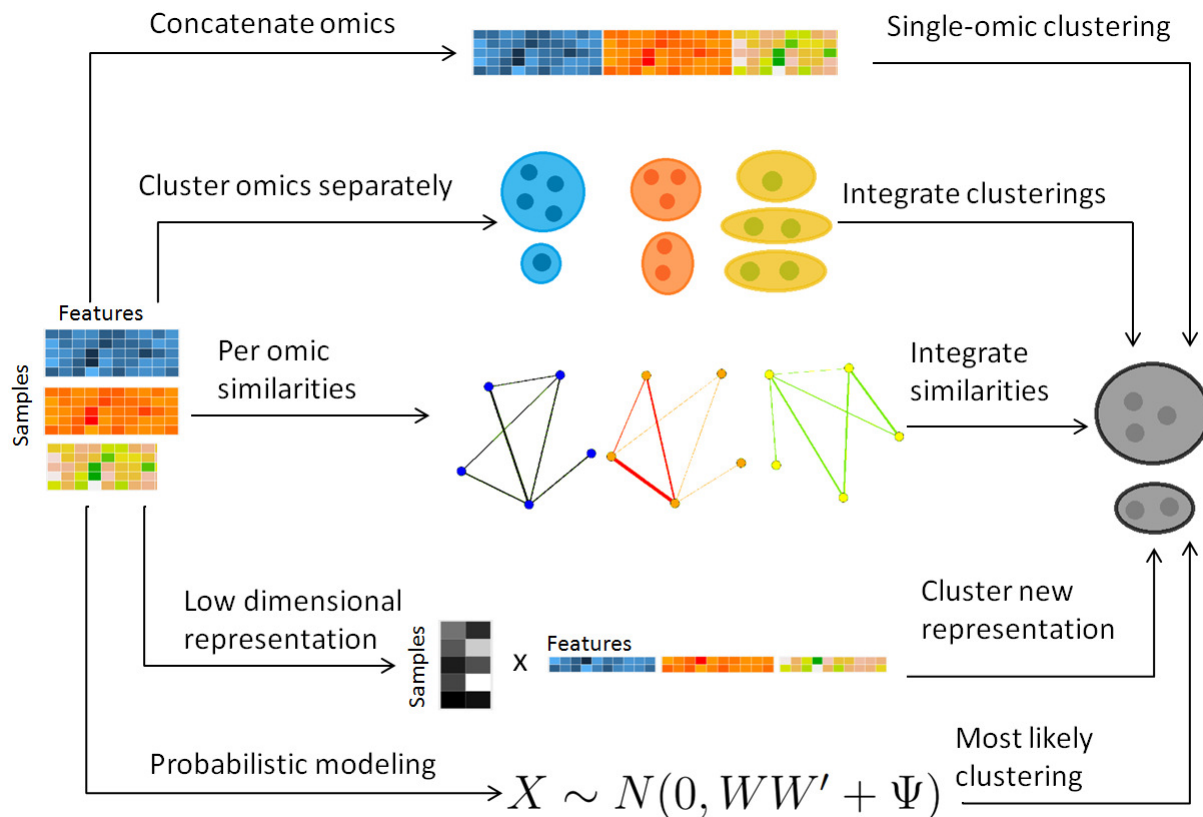 Concatenate omics
Single-omic clustering
Cluster omics separately
Integrate clusterings
Features
Samples
Per omic
similarities
Integrate
similarities
Low dimensional
representation
Samples
x
Features
Cluster new
representation
Probabilistic modeling
X ∼ N(0, WW′ + Ψ)
Most likely
clustering